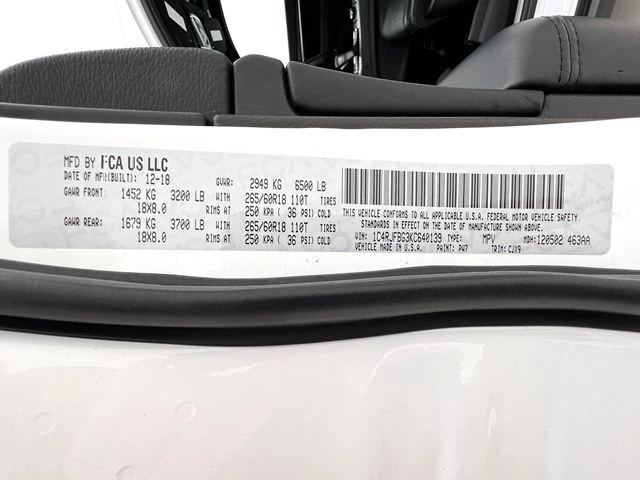 MFD BY FCA US LLC
DATE OF MFR(BUILT): 12-18 GVWR: 2949 KG 6500 LB
GAWR FRONT: 1452 KG 3200 LB WITH 265/60R18 110T TIRES
18X8.0 RIMS AT 250 KPA ( 36 PSI) COLD
GAWR REAR: 1679 KG 3700 LB WITH 265/60R18 110T TIRES
18X8.0 RIMS AT 250 KPA ( 36 PSI) COLD
THIS VEHICLE CONFORMS TO ALL APPLICABLE U.S.A. FEDERAL MOTOR VEHICLE SAFETY
STANDARDS IN EFFECT ON THE DATE OF MANUFACTURE SHOWN ABOVE.
VIN: 1C4RJFBG3KC640139 TYPE: MPV MDH: 120502 463AA
VEHICLE MADE IN U.S.A. PAINT: PW7 TRIM: CJX9